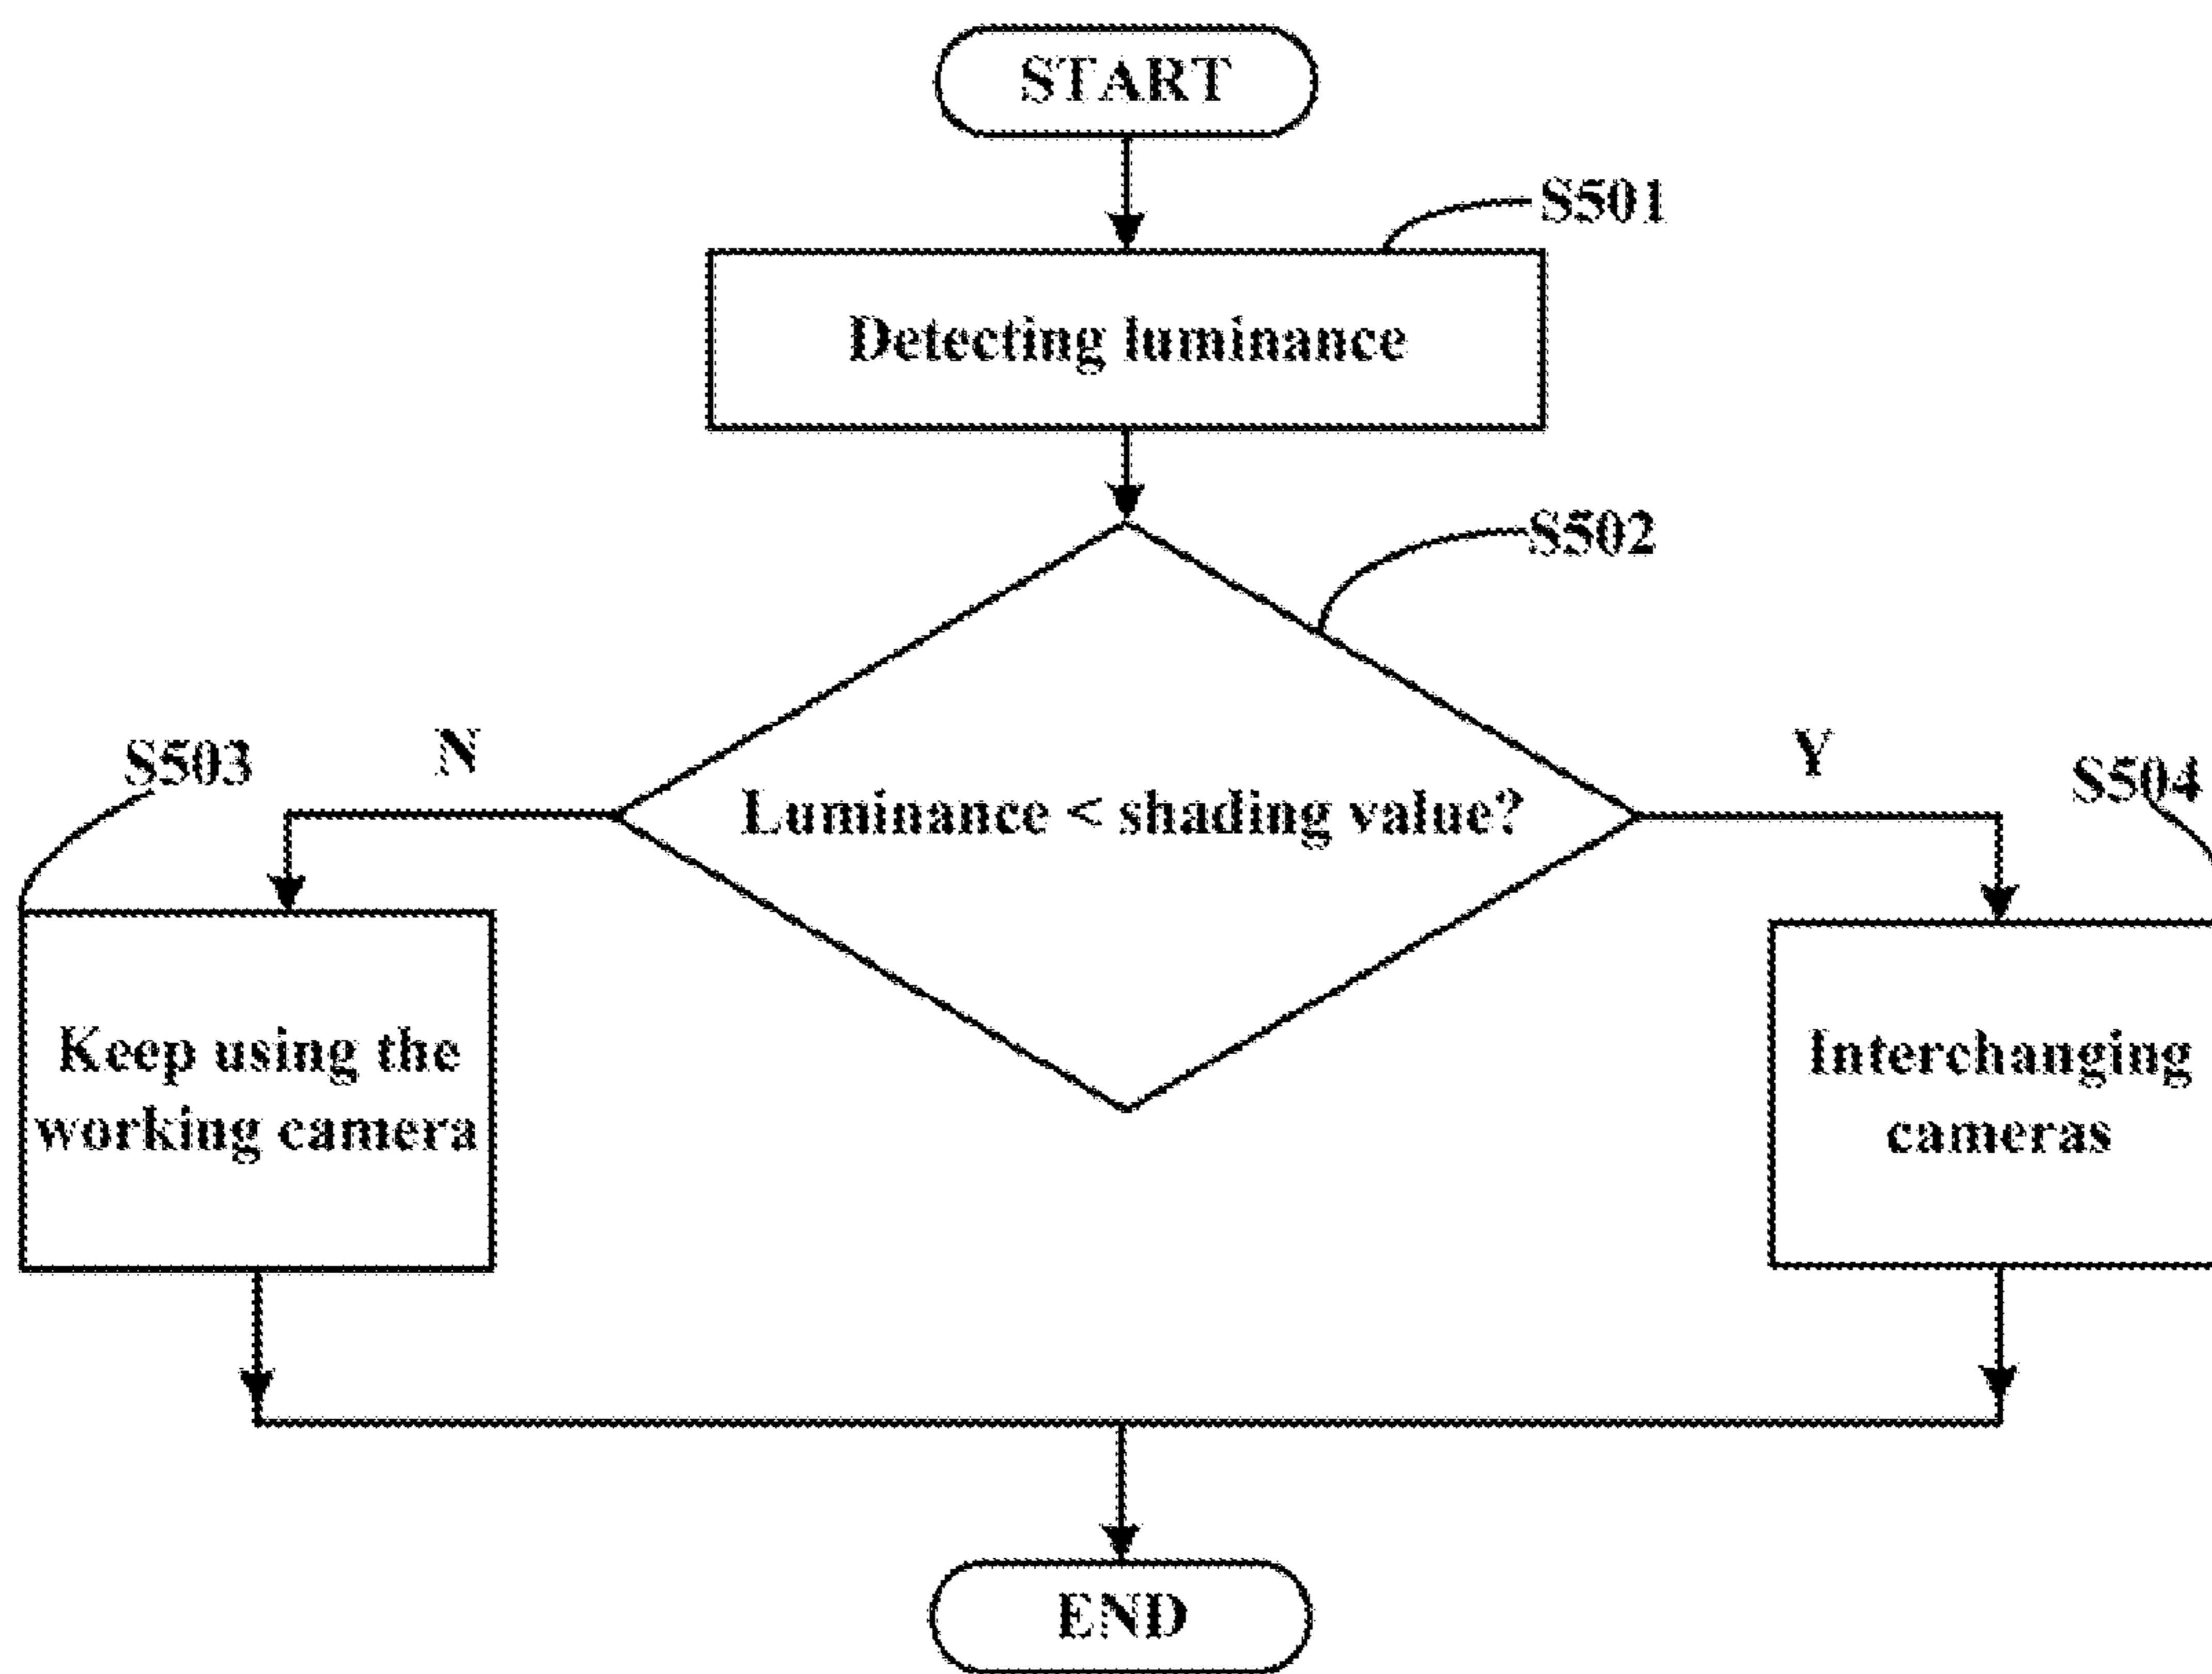 START
S501
Detecting luminance
S502
S503
N
Luminance < shading value?
Y
S504
Keep using the
working camera
Interchanging
cameras
END